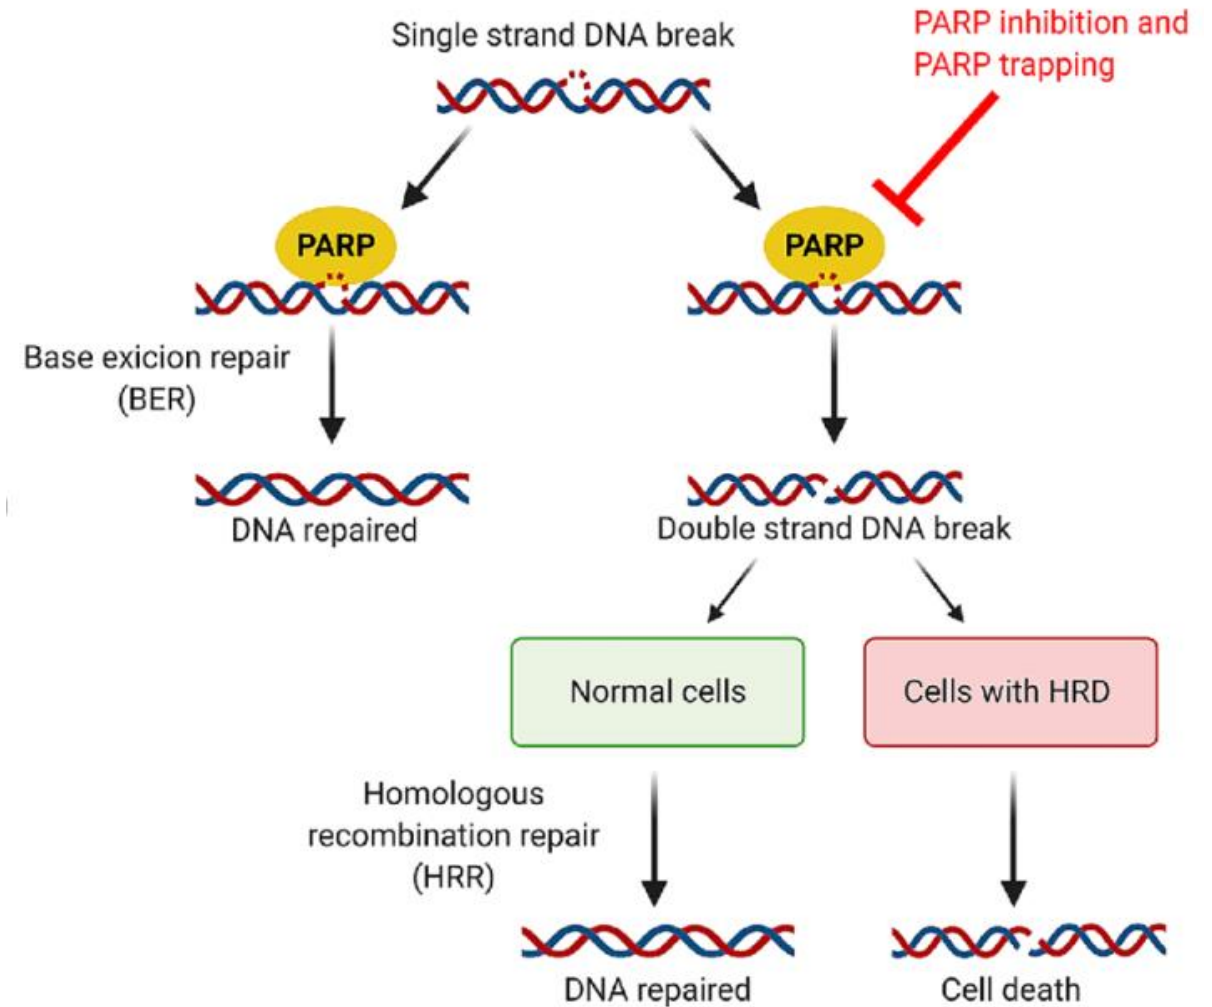 Single strand DNA break
PARP inhibition and
PARP trapping
PARP
PARP
Base exicion repair
(BER)
DNA repaired
Double strand DNA break
Normal cells
Cells with HRD
Homologous
recombination repair
(HRR)
DNA repaired
Cell death